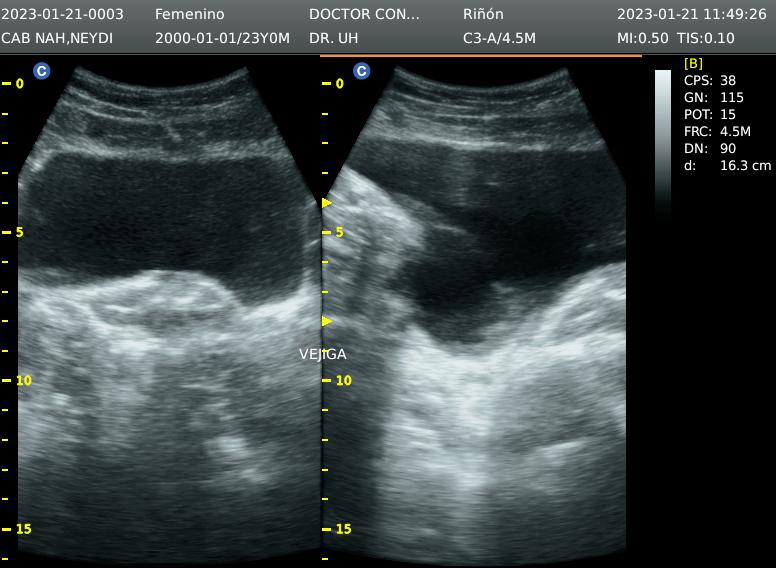 2023-01-21-0003 Femenino DOCTOR CON... Riñón 2023-01-21 11:49:26
CAB NAH,NEYDI 2000-01-01/23Y0M DR. UH C3-A/4.5M MI:0.50 TIS:0.10
C C
[B]
CPS: 38
GN: 115
POT: 15
FRC: 4.5M
DN: 90
d: 16.3 cm
0 0
5 5
VEJIGA
10 10
15 15